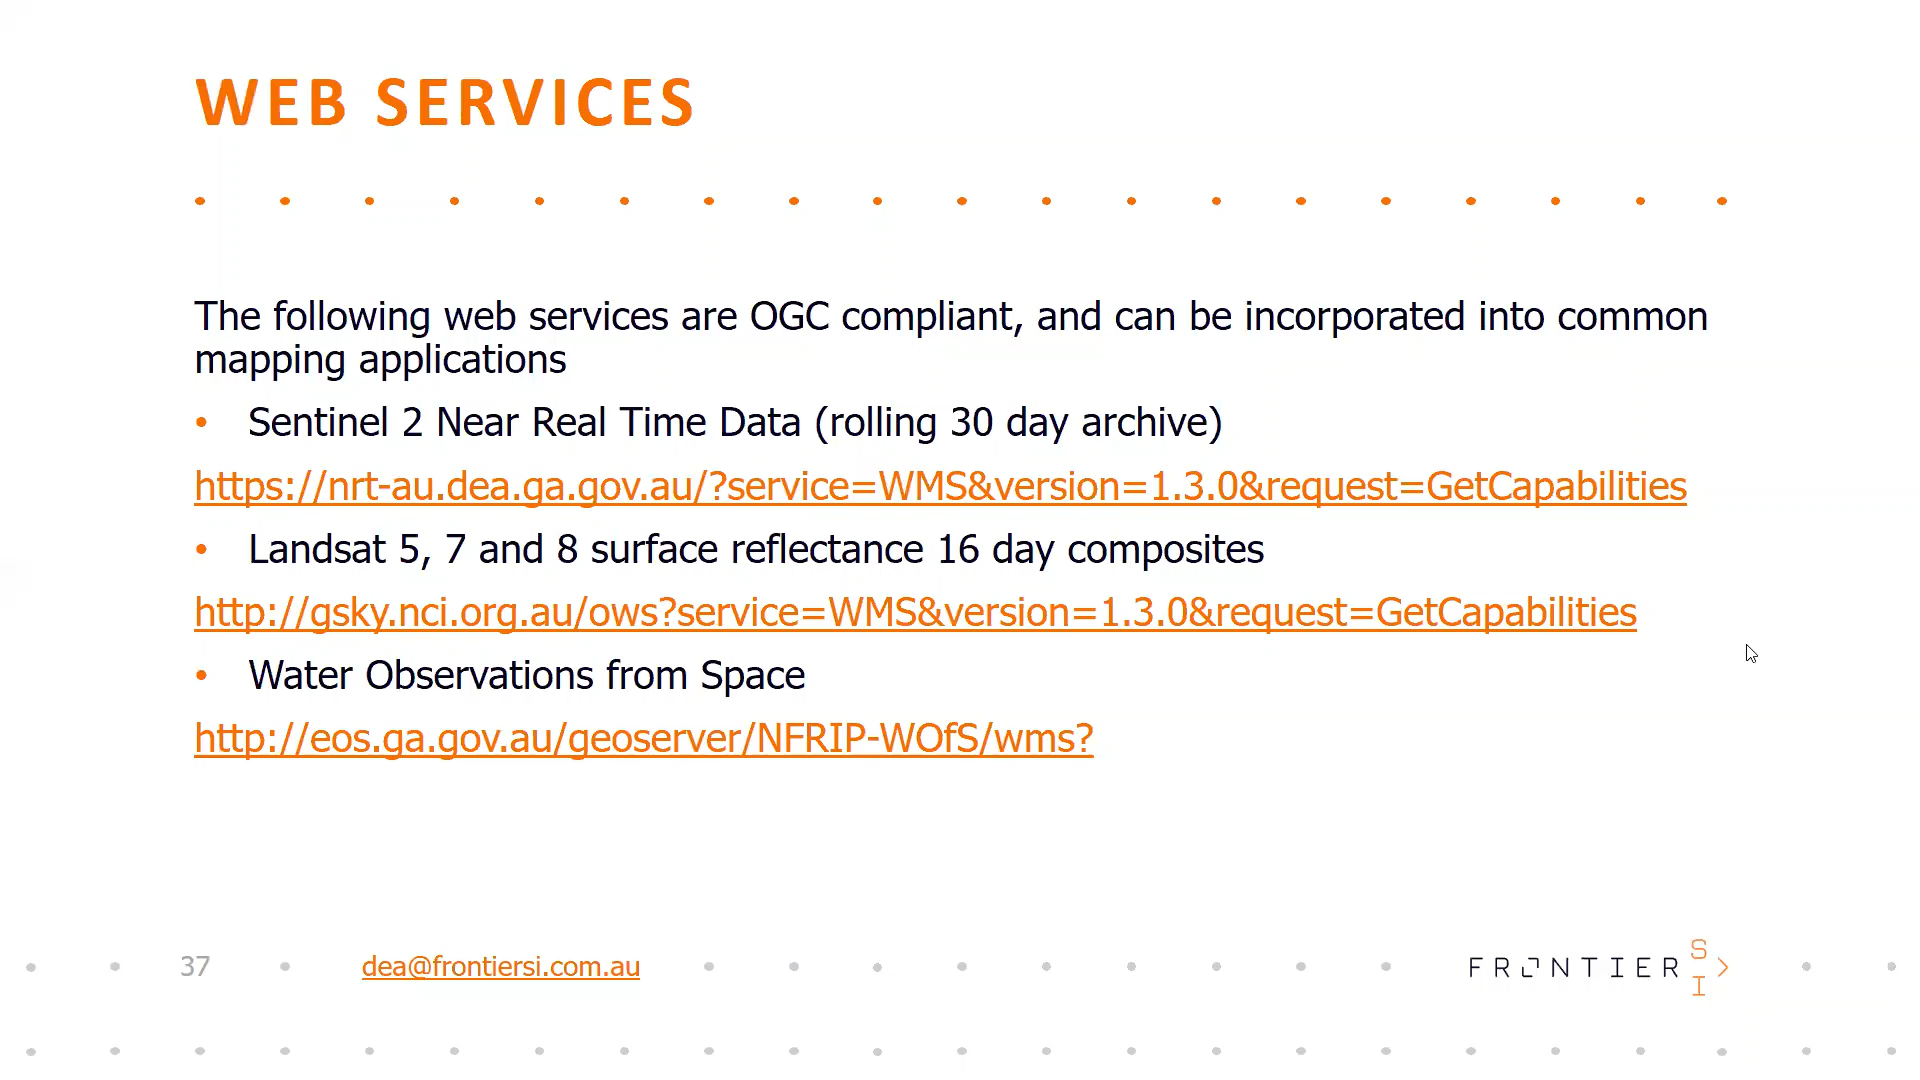 WEB SERVICES
The following web services are OGC compliant, and can be incorporated into common
mapping applications
• Sentinel 2 Near Real Time Data (rolling 30 day archive)
https://nrt-au.dea.ga.gov.au/?service=WMS&version=1.3.0&request=GetCapabilities
• Landsat 5, 7 and 8 surface reflectance 16 day composites
http://gsky.nci.org.au/ows?service=WMS&version=1.3.0&request=GetCapabilities
• Water Observations from Space
http://eos.ga.gov.au/geoserver/NFRIP-WOfS/wms?
37 dea@frontiersi.com.au FRONTIER SI